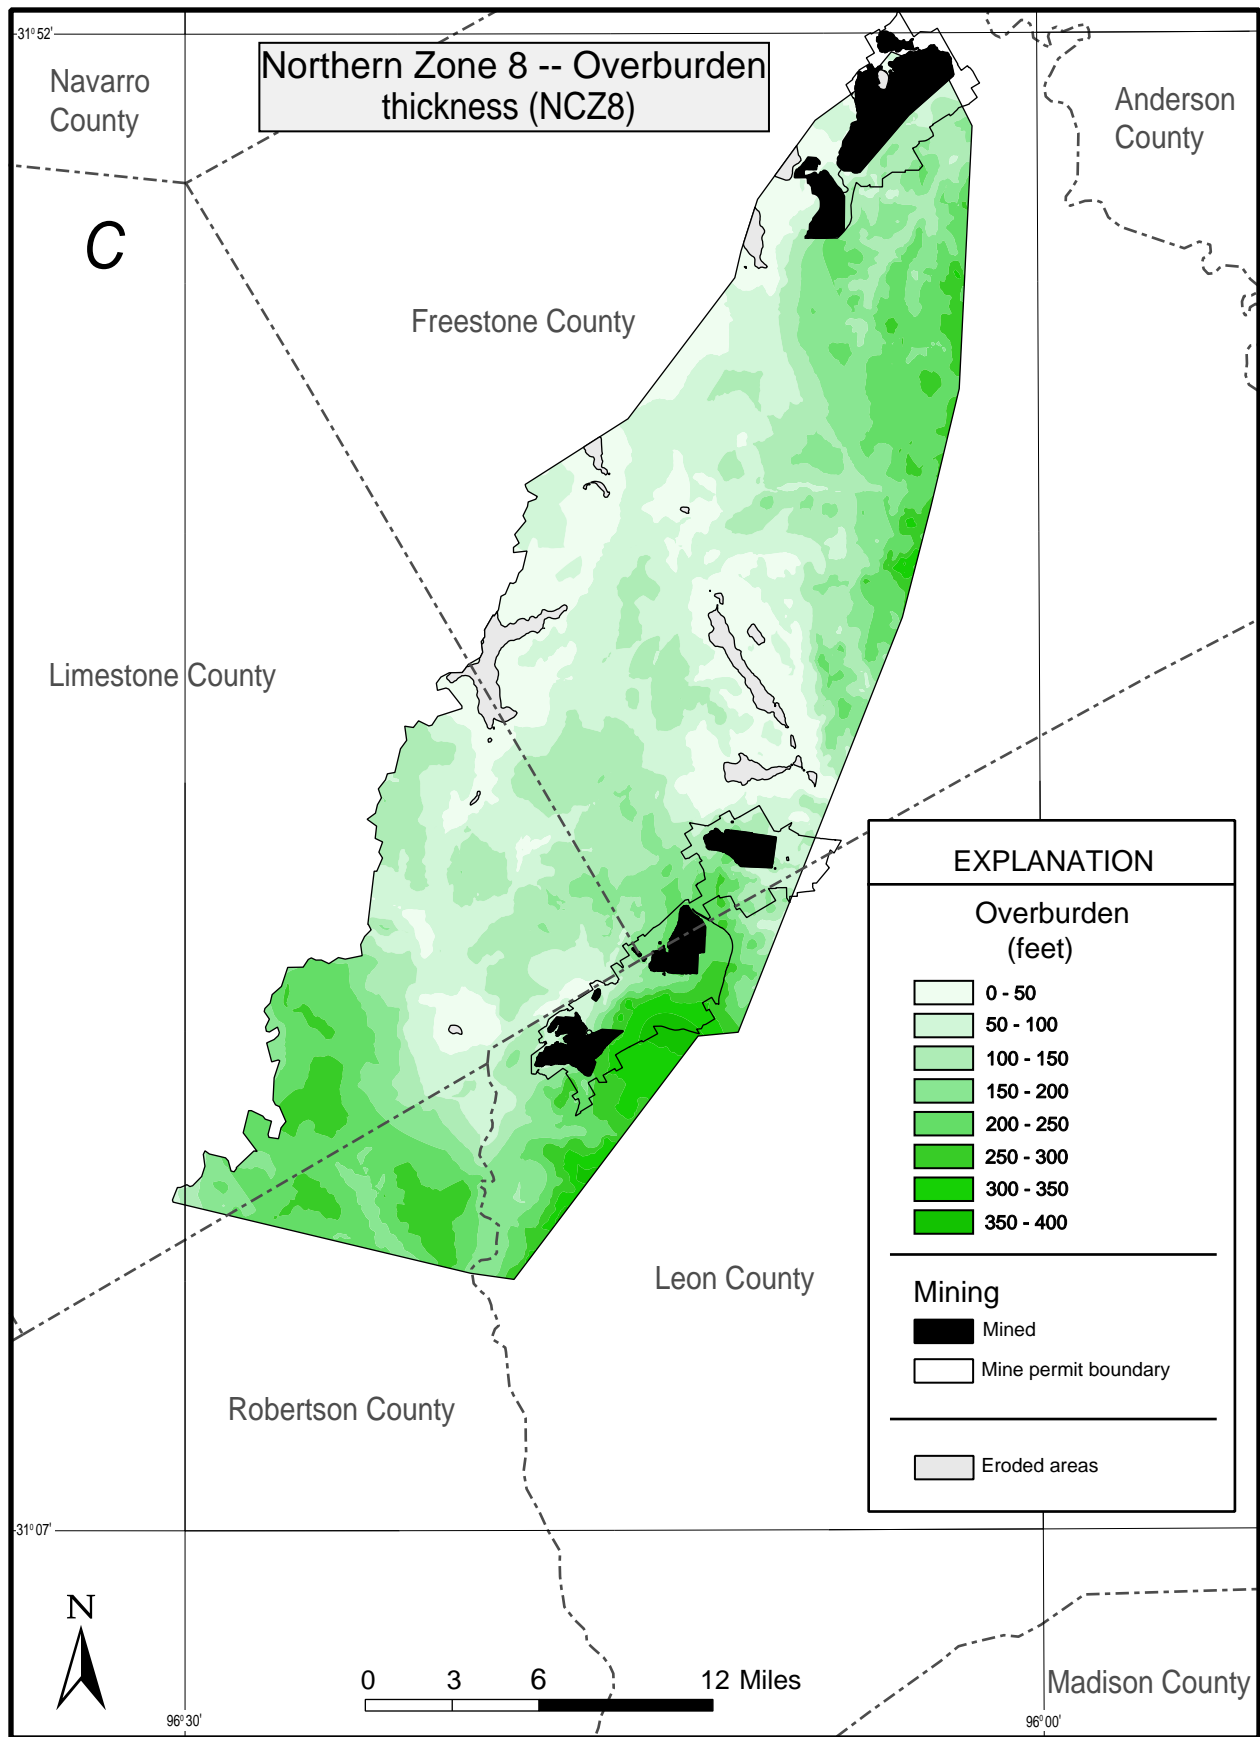 31° 52'
Northern Zone 8 -- Overburden
thickness (NCZ8)
Navarro
County
Anderson
County
C
Freestone County
Limestone County
EXPLANATION
Overburden
(feet)
0 - 50
50 - 100
100 - 150
150 - 200
200 - 250
250 - 300
300 - 350
350 - 400
Mining
Mined
Mine permit boundary
Eroded areas
Leon County
Robertson County
31° 07'
N
0 3 6 12 Miles
Madison County
96° 30'
96° 00'